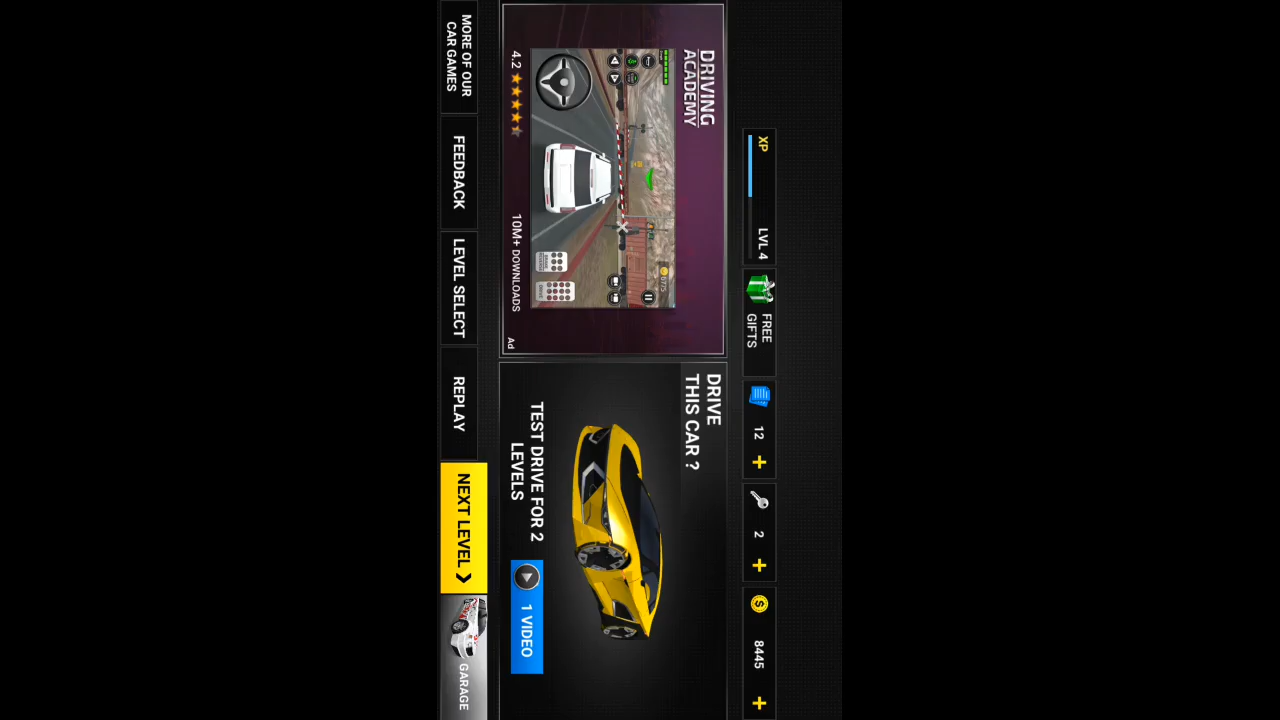 XP
LVL 4
FREE
GIFTS
12
2
8445
DRIVING
ACADEMY
4.2
10M+ DOWNLOADS
Ad
DRIVE
THIS CAR ?
TEST DRIVE FOR 2
LEVELS
1 VIDEO
MORE OF OUR
CAR GAMES
FEEDBACK
LEVEL SELECT
REPLAY
NEXT LEVEL
GARAGE